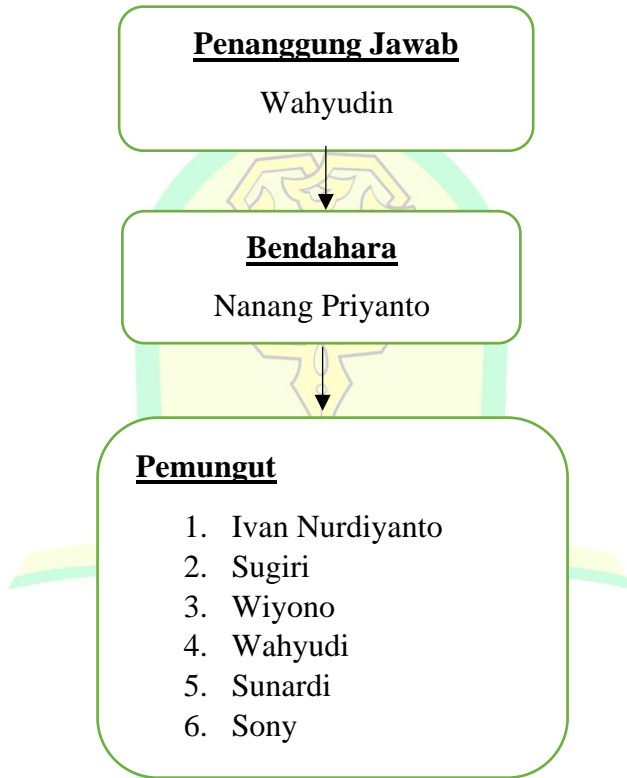 Penanggung Jawab
Wahyudin
Bendahara
Nanang Priyanto
Pemungut
1. Ivan Nurdiyanto
2. Sugiri
3. Wiyono
4. Wahyudi
5. Sunardi
6. Sony